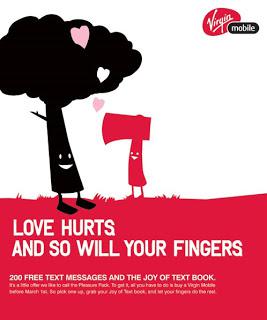 Virgin
mobile
LOVE HURTS
AND SO WILL YOUR FINGERS
200 FREE TEXT MESSAGES AND THE JOY OF TEXT BOOK.
It's a little offer we like to call the Pleasure Pack. To get it, all you have to do is buy a Virgin Mobile
before March 1st. So pick one up, grab your Joy of Text book, and let your fingers do the rest.